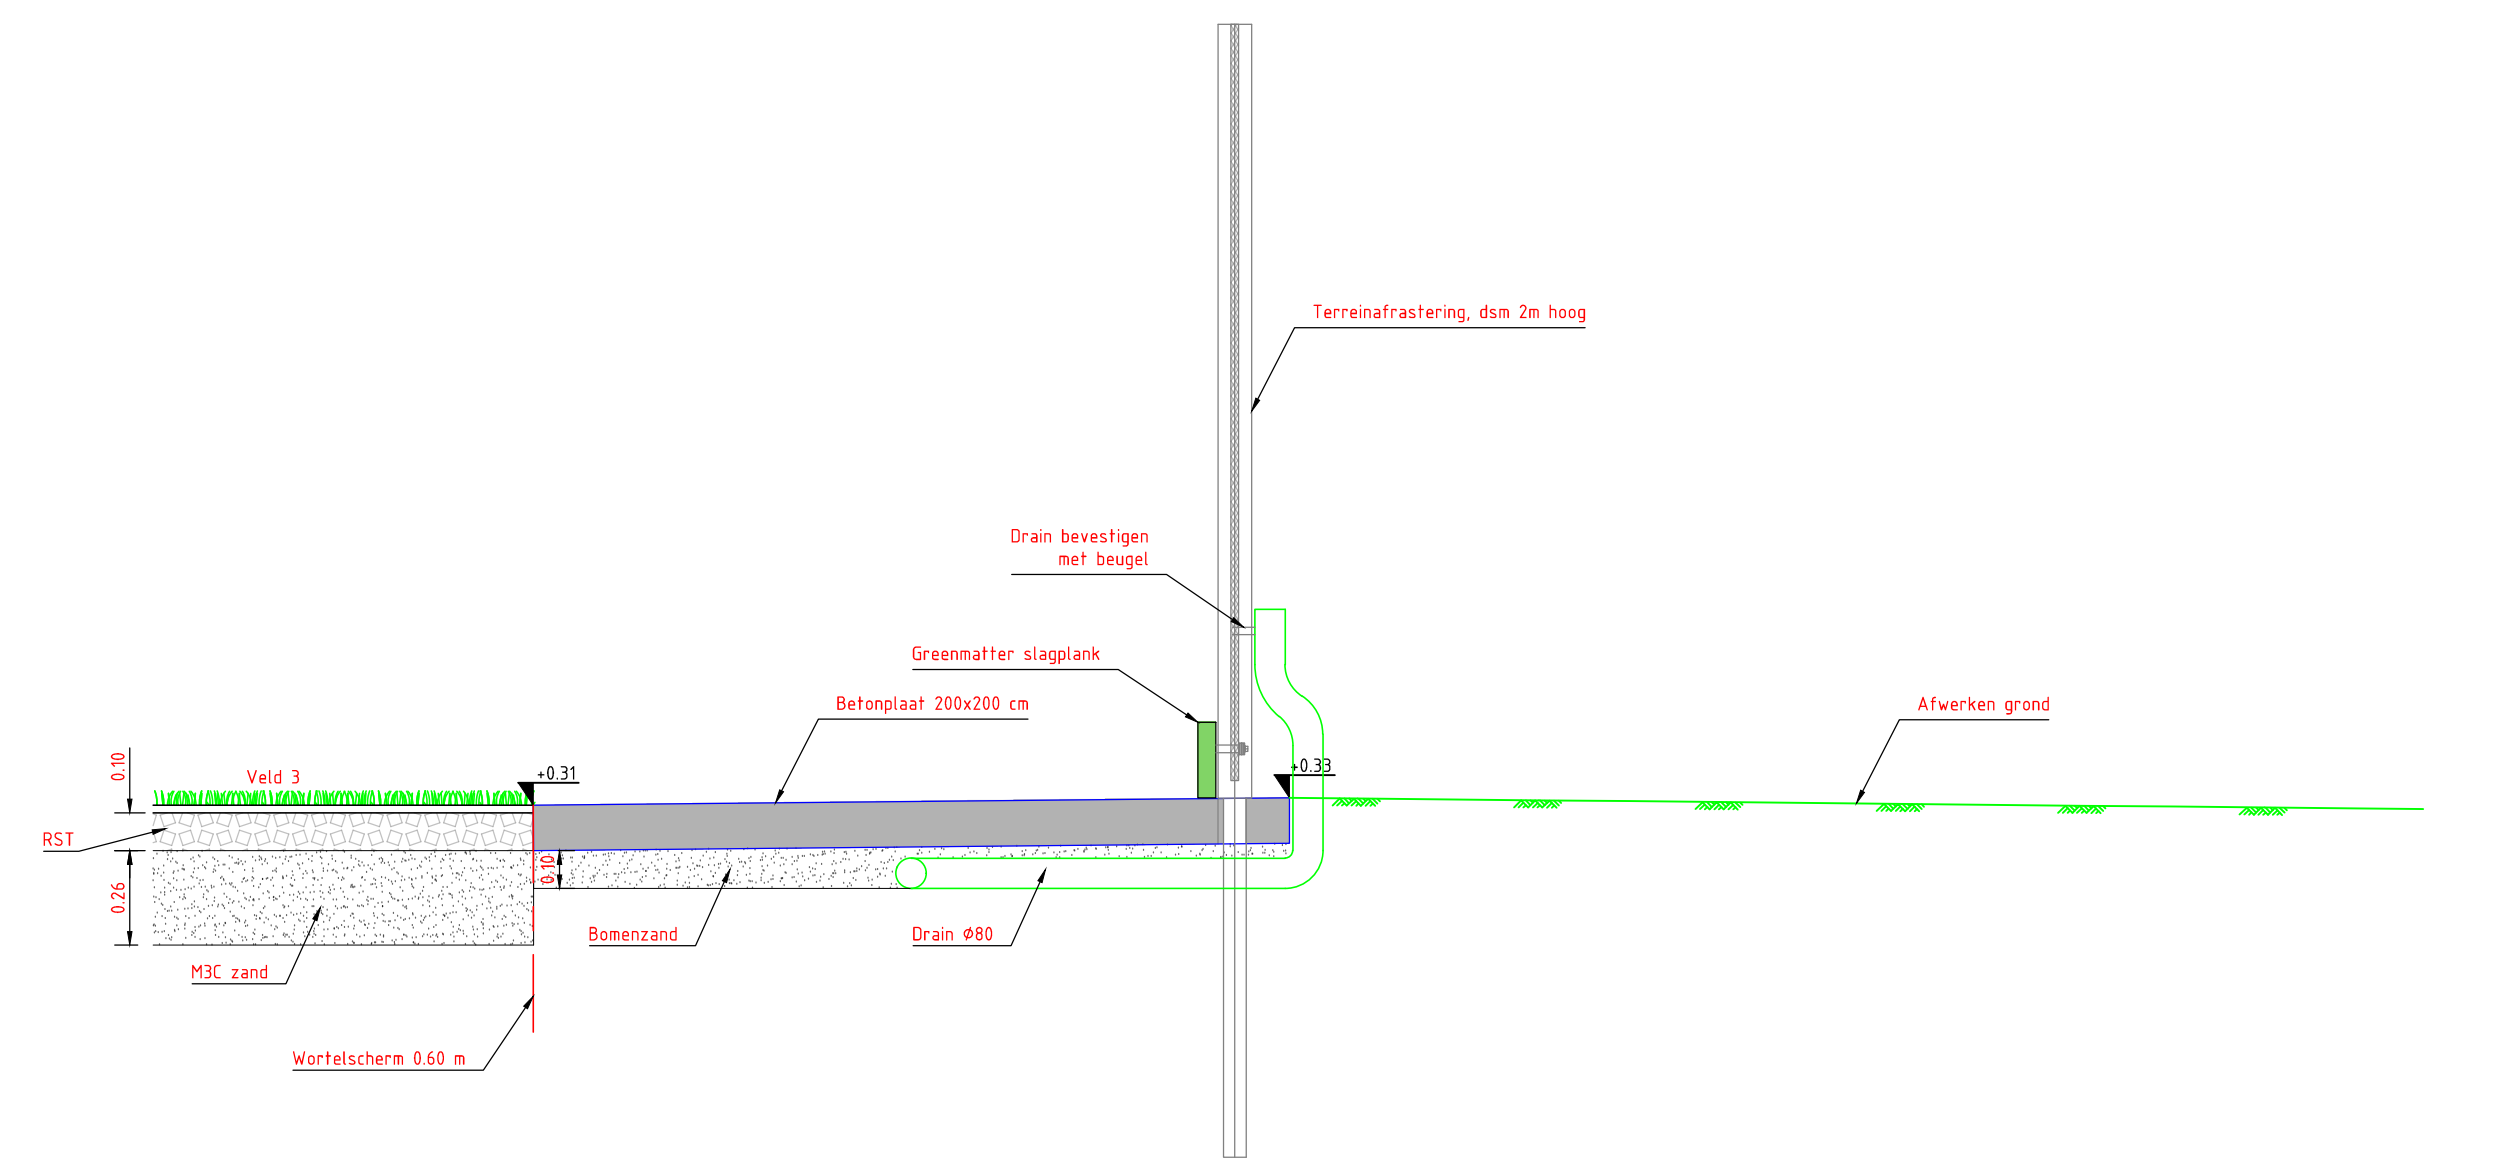 Terreinafrastering, dsm 2m hoog
Drain bevestigen
met beugel
Greenmatter slagplank
Betonplaat 200x200 cm
Afwerken grond
0.10
Veld 3
+0.31
+0.33
RST
0.10
0.26
Bomenzand
Drain ⌀80
M3C zand
Wortelscherm 0.60 m